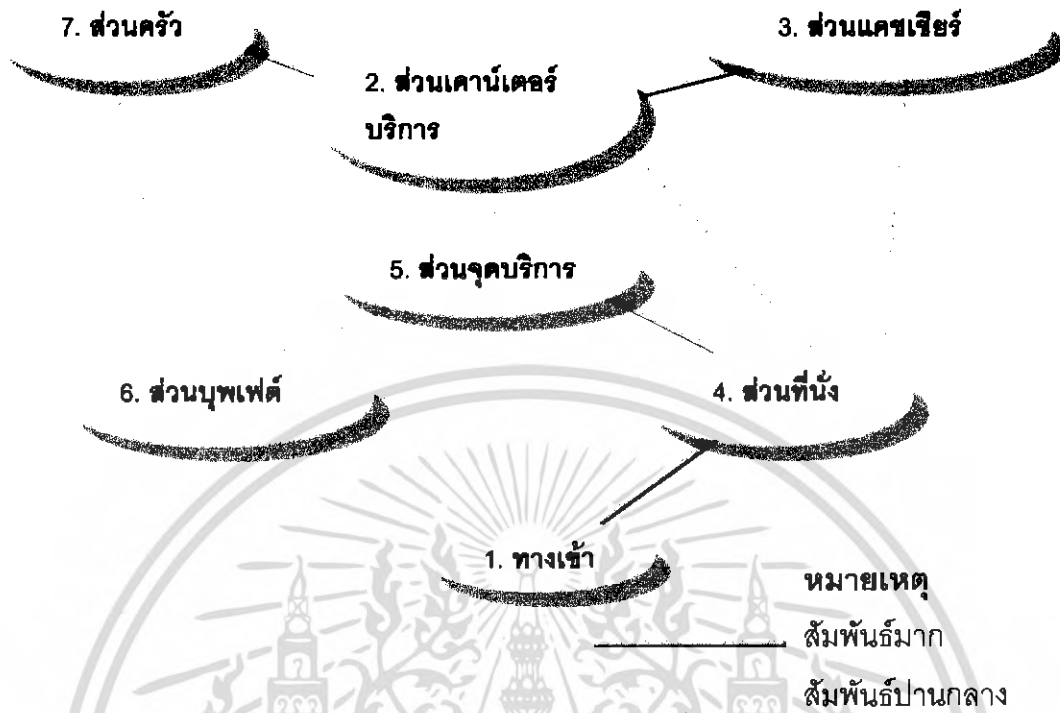 7. ส่วนครัว
3. ส่วนแคชเชียร์
2. ส่วนเคาน์เตอร์
บริการ
5. ส่วนจุดบริการ
6. ส่วนบุพเฟต์
4. ส่วนที่นั่ง
1. ทางเข้า
หมายเหตุ
สัมพันธ์มาก
สัมพันธ์ปานกลาง